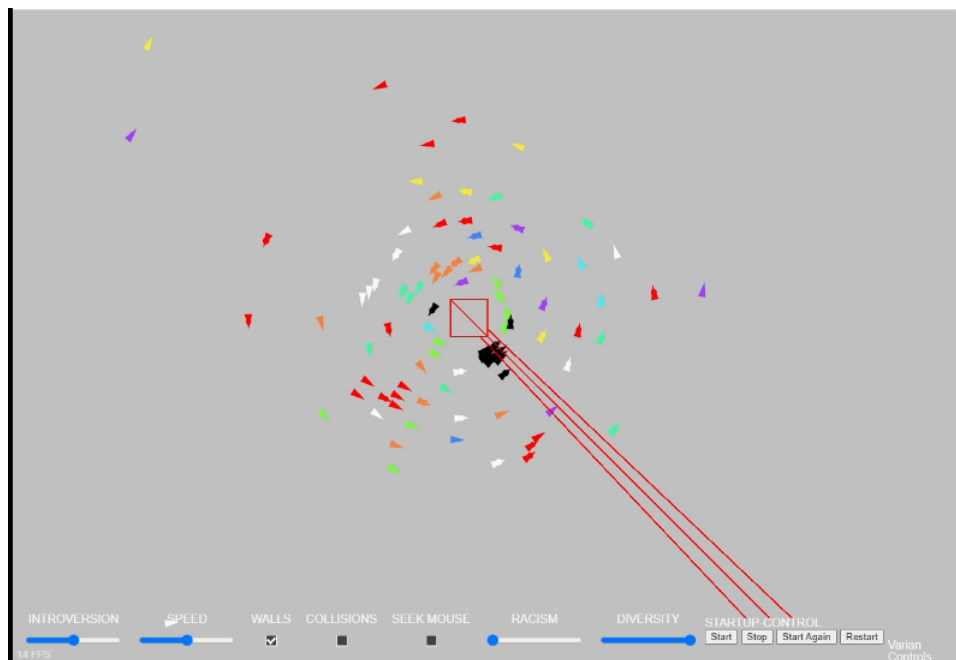 INTROVERSION SPEED WALLS COLLISIONS SEEK MOUSE RACISM DIVERSITY STARTUP CONTROL
Start Stop Start Again Restart
Varian
Controls
14 FPS